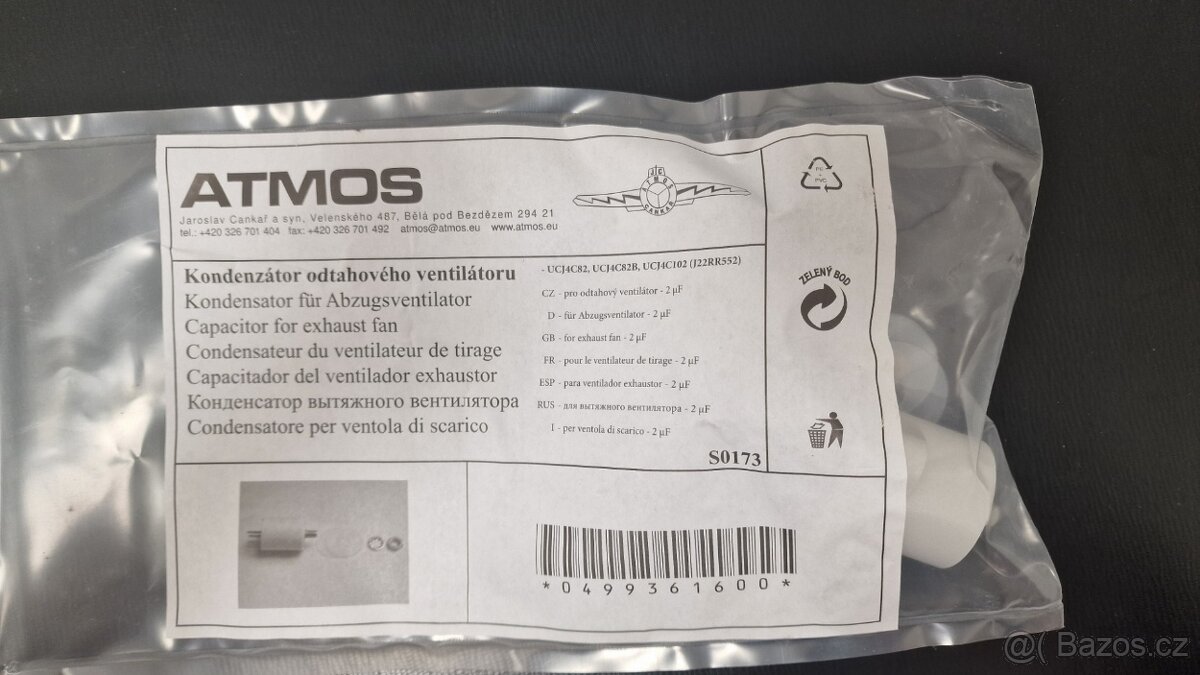 ATMOS
Jaroslav Cankař a syn, Velenského 487, Bělá pod Bezdězem 294 21
tel.: +420 326 701 404 fax: +420 326 701 492 atmos@atmos.eu www.atmos.eu
JC
ATMOS
CANKAŘ
PE
+
PVC
Kondenzátor odtahového ventilátoru
Kondensator für Abzugsventilator
Capacitor for exhaust fan
Condensateur du ventilateur de tirage
Capacitador del ventilador exhaustor
Конденсатор вытяжного вентилятора
Condensatore per ventola di scarico
- UCJ4C82, UCJ4C82B, UCJ4C102 (J22RR552)
CZ - pro odtahový ventilátor - 2 µF
D - für Abzugsventilator - 2 µF
GB - for exhaust fan - 2 µF
FR - pour le ventilateur de tirage - 2 µF
ESP - para ventilador exhaustor - 2 µF
RUS - для вытяжного вентилятора - 2 µF
I - per ventola di scarico - 2 µF
S0173
ZELENÝ BOD
*0499361600*
@( Bazos.cz